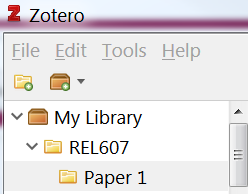 Zotero
File Edit Tools Help
My Library
REL607
Paper 1